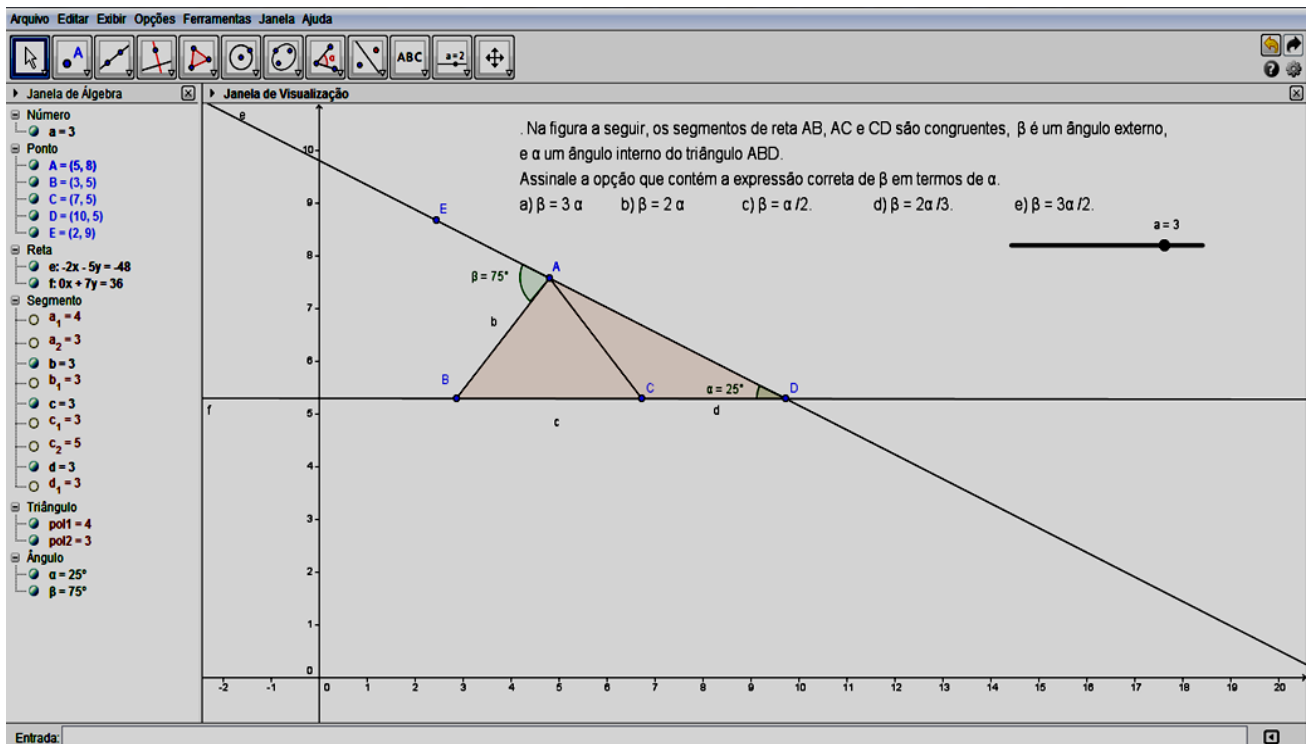 Arquivo Editar Exibir Opções Ferramentas Janela Ajuda
A ABC a=2
Janela de Álgebra
Janela de Visualização
Número
a = 3
Ponto
A = (5, 8)
B = (3, 5)
C = (7, 5)
D = (10, 5)
E = (2, 9)
Reta
e: -2x - 5y = -48
f: 0x + 7y = 36
Segmento
a₁ = 4
a₂ = 3
b = 3
b₁ = 3
c = 3
c₁ = 3
c₂ = 5
d = 3
d₁ = 3
Triângulo
pol1 = 4
pol2 = 3
Ângulo
α = 25°
β = 75°
. Na figura a seguir, os segmentos de reta AB, AC e CD são congruentes, β é um ângulo externo,
e α um ângulo interno do triângulo ABD.
Assinale a opção que contém a expressão correta de β em termos de α.
a) β = 3 α b) β = 2 α c) β = α /2. d) β = 2α /3. e) β = 3α /2.
a = 3
e
E
A
β = 75°
b
B
C
α = 25°
D
f
c
d
10
9
8
7
6
5
4
3
2
1
0
-2 -1 0 1 2 3 4 5 6 7 8 9 10 11 12 13 14 15 16 17 18 19 20
Entrada: